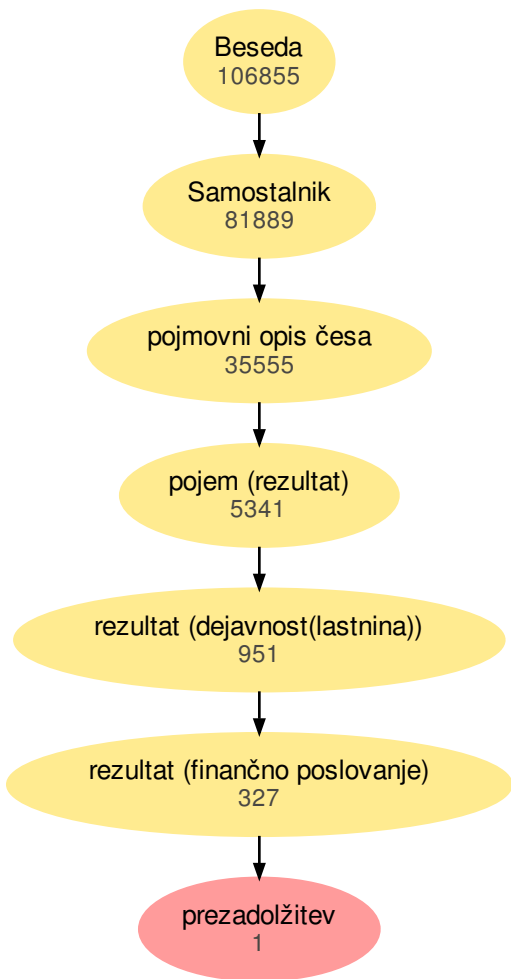 Beseda
106855
Samostalnik
81889
pojmovni opis česa
35555
pojem (rezultat)
5341
rezultat (dejavnost(lastnina))
951
rezultat (finančno poslovanje)
327
prezadolžitev
1